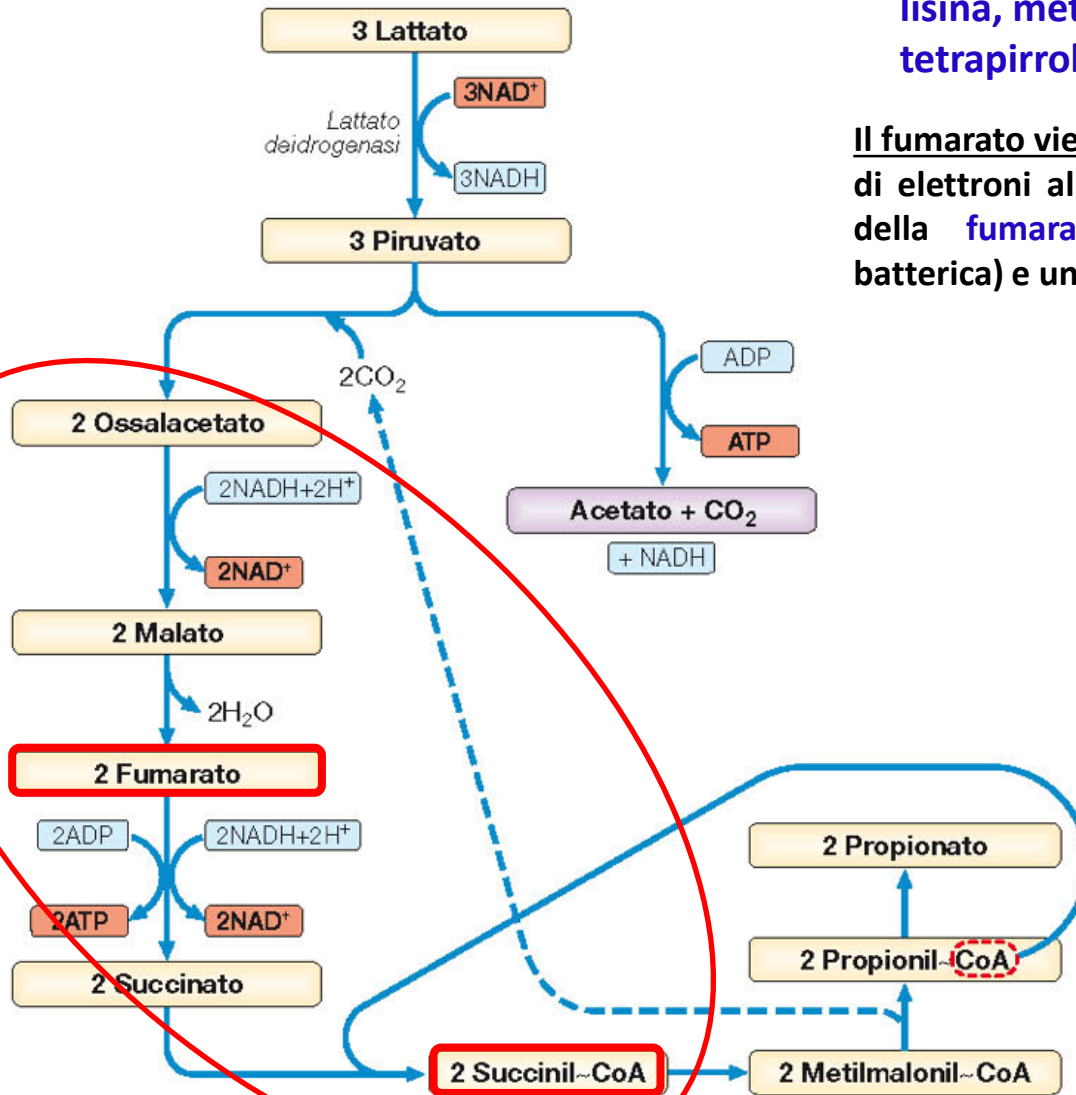 lisina, met
tetrapirrol
Il fumarato vie
di elettroni al
della fumara
batterica) e un
3 Lattato
3NAD⁺
Lattato
deidrogenasi
3NADH
3 Piruvato
2CO₂
ADP
ATP
2 Ossalacetato
2NADH+2H⁺
Acetato + CO₂
+ NADH
2NAD⁺
2 Malato
2H₂O
2 Fumarato
2ADP
2NADH+2H⁺
2 Propionato
2ATP
2NAD⁺
2 Propionil~CoA
2 Succinato
2 Succinil~CoA
2 Metilmalonil~CoA